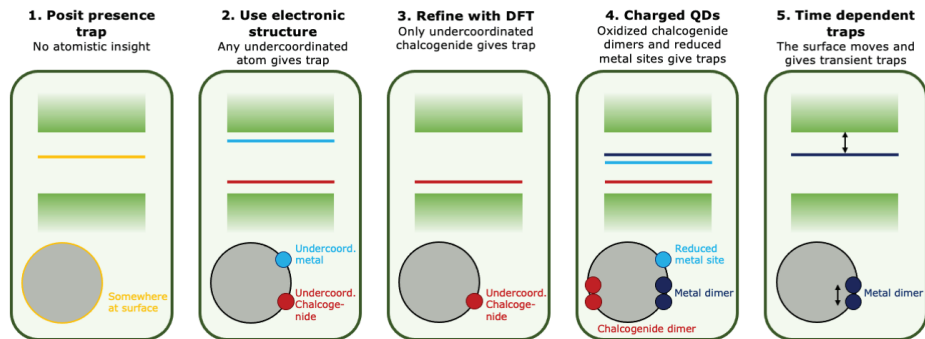 1. Posit presence
trap
No atomistic insight
Somewhere
at surface
2. Use electronic
structure
Any undercoordinated
atom gives trap
Undercoord.
metal
Undercoord.
Chalcoge-
nide
3. Refine with DFT
Only undercoordinated
chalcogenide gives trap
Undercoord.
Chalcoge-
nide
4. Charged QDs
Oxidized chalcogenide
dimers and reduced
metal sites give traps
Reduced
metal site
Metal dimer
Chalcogenide dimer
5. Time dependent
traps
The surface moves and
gives transient traps
Metal dimer